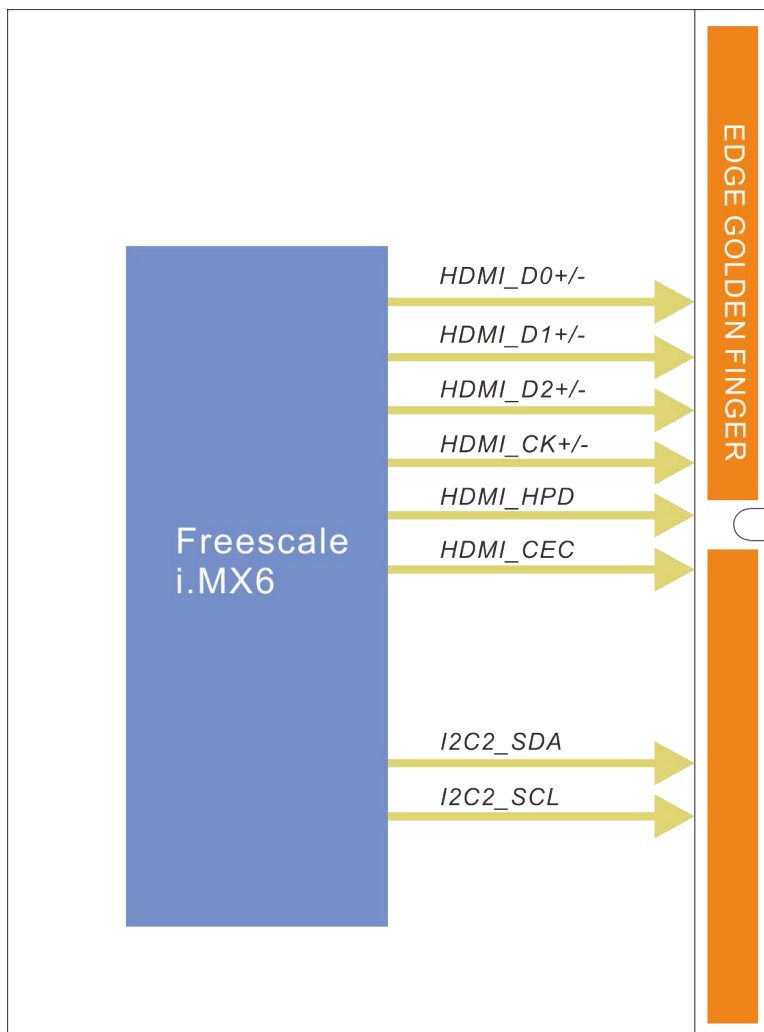 HDMI_D0+/-
HDMI_D1+/-
HDMI_D2+/-
HDMI_CK+/-
HDMI_HPD
HDMI_CEC
Freescale
i.MX6
I2C2_SDA
I2C2_SCL
EDGE GOLDEN FINGER